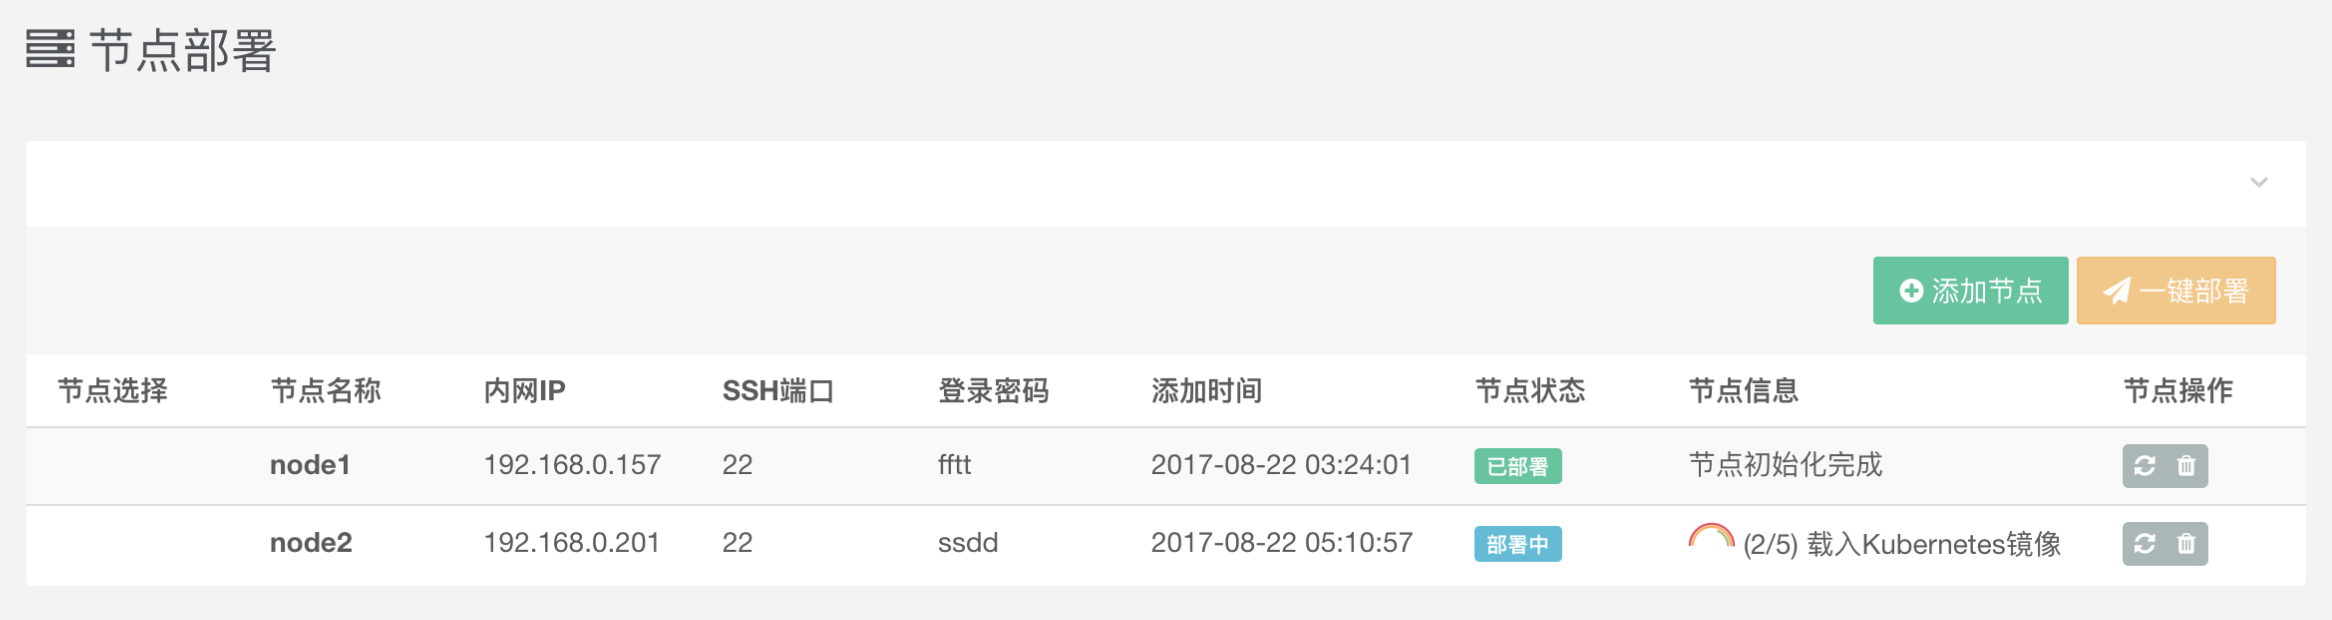 节点部署
添加节点 一键部署
节点选择 节点名称 内网IP SSH端口 登录密码 添加时间 节点状态 节点信息 节点操作
node1 192.168.0.157 22 fftt 2017-08-22 03:24:01 已部署 节点初始化完成
node2 192.168.0.201 22 ssdd 2017-08-22 05:10:57 部署中 (2/5) 载入Kubernetes镜像